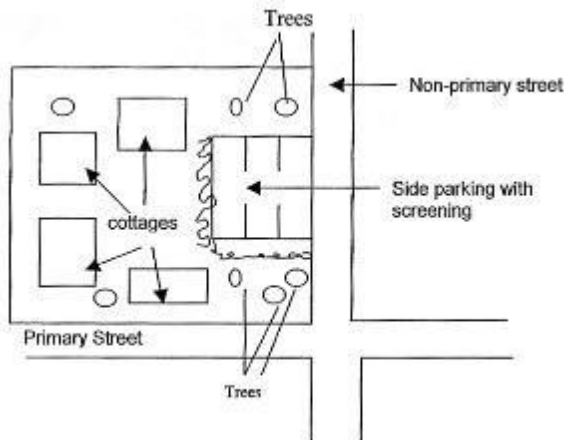 Trees
Non-primary street
Side parking with
screening
cottages
Primary Street
Trees